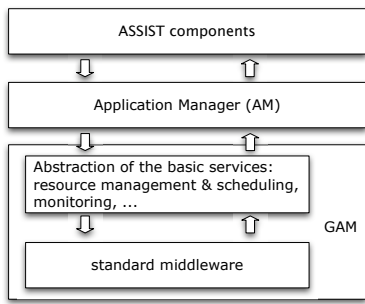 ASSIST components
Application Manager (AM)
Abstraction of the basic services:
resource management & scheduling,
monitoring, ...
GAM
standard middleware